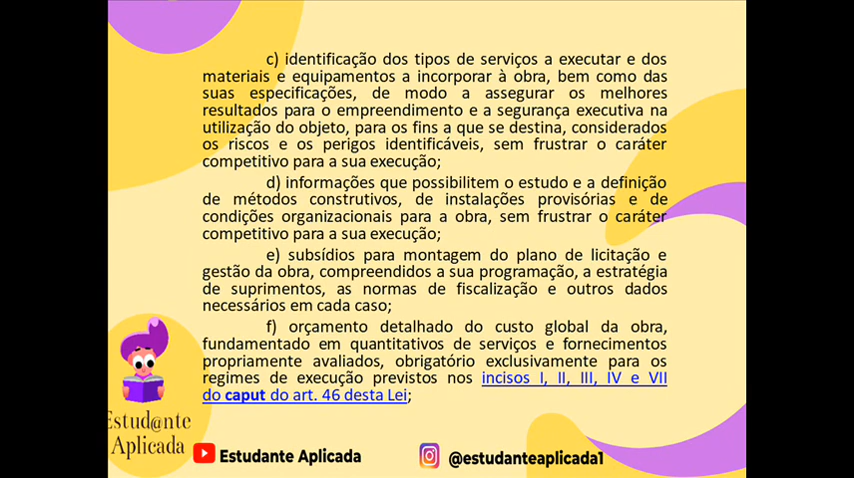 c) identificação dos tipos de serviços a executar e dos
materiais e equipamentos a incorporar à obra, bem como das
suas especificações, de modo a assegurar os melhores
resultados para o empreendimento e a segurança executiva na
utilização do objeto, para os fins a que se destina, considerados
os riscos e os perigos identificáveis, sem frustrar o caráter
competitivo para a sua execução;
d) informações que possibilitem o estudo e a definição
de métodos construtivos, de instalações provisórias e de
condições organizacionais para a obra, sem frustrar o caráter
competitivo para a sua execução;
e) subsídios para montagem do plano de licitação e
gestão da obra, compreendidos a sua programação, a estratégia
de suprimentos, as normas de fiscalização e outros dados
necessários em cada caso;
f) orçamento detalhado do custo global da obra,
fundamentado em quantitativos de serviços e fornecimentos
propriamente avaliados, obrigatório exclusivamente para os
regimes de execução previstos nos incisos I, II, III, IV e VII
do caput do art. 46 desta Lei;
Estud@nte
Aplicada
Estudante Aplicada
@estudanteaplicada1